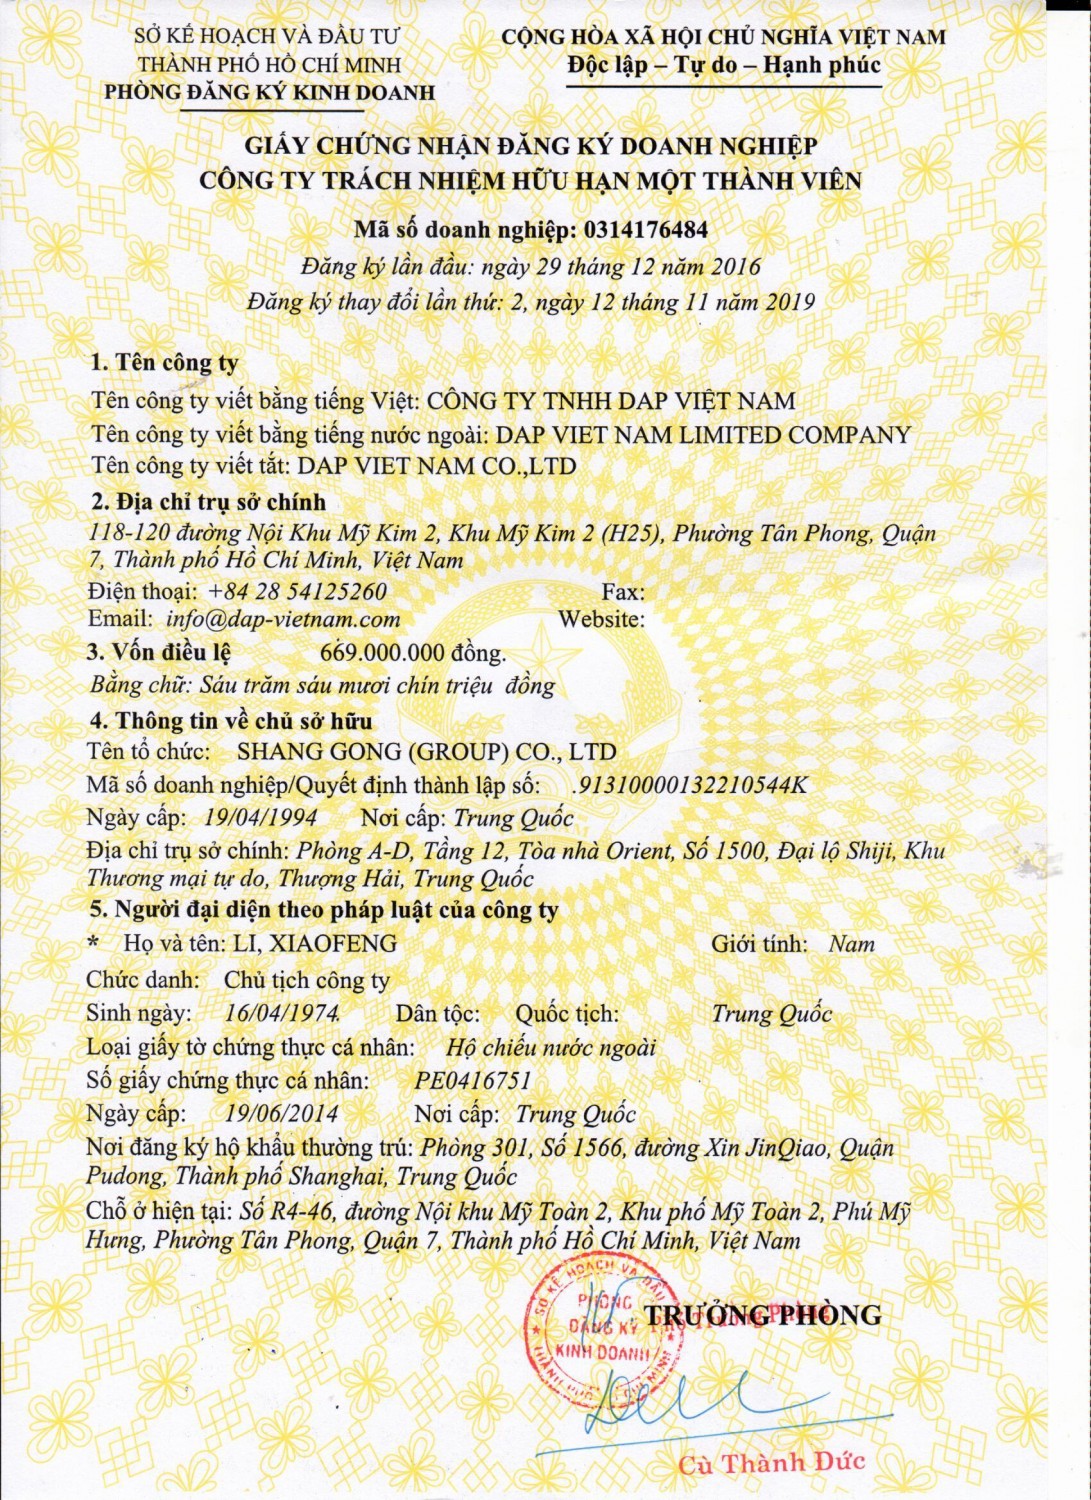 SỞ KẾ HOẠCH VÀ ĐẦU TƯ
THÀNH PHỐ HỒ CHÍ MINH
PHÒNG ĐĂNG KÝ KINH DOANH
CỘNG HÒA XÃ HỘI CHỦ NGHĨA VIỆT NAM
Độc lập – Tự do – Hạnh phúc
GIẤY CHỨNG NHẬN ĐĂNG KÝ DOANH NGHIỆP
CÔNG TY TRÁCH NHIỆM HỮU HẠN MỘT THÀNH VIÊN
Mã số doanh nghiệp: 0314176484
Đăng ký lần đầu: ngày 29 tháng 12 năm 2016
Đăng ký thay đổi lần thứ: 2, ngày 12 tháng 11 năm 2019
1. Tên công ty
Tên công ty viết bằng tiếng Việt: CÔNG TY TNHH DAP VIỆT NAM
Tên công ty viết bằng tiếng nước ngoài: DAP VIET NAM LIMITED COMPANY
Tên công ty viết tắt: DAP VIET NAM CO.,LTD
2. Địa chỉ trụ sở chính
118-120 đường Nội Khu Mỹ Kim 2, Khu Mỹ Kim 2 (H25), Phường Tân Phong, Quận
7, Thành phố Hồ Chí Minh, Việt Nam
Điện thoại: +84 28 54125260 Fax:
Email: info@dap-vietnam.com Website:
3. Vốn điều lệ 669.000.000 đồng.
Bằng chữ: Sáu trăm sáu mươi chín triệu đồng
4. Thông tin về chủ sở hữu
Tên tổ chức: SHANG GONG (GROUP) CO., LTD
Mã số doanh nghiệp/Quyết định thành lập số: .91310000132210544K
Ngày cấp: 19/04/1994 Nơi cấp: Trung Quốc
Địa chỉ trụ sở chính: Phòng A-D, Tầng 12, Tòa nhà Orient, Số 1500, Đại lộ Shiji, Khu
Thương mại tự do, Thượng Hải, Trung Quốc
5. Người đại diện theo pháp luật của công ty
* Họ và tên: LI, XIAOFENG Giới tính: Nam
Chức danh: Chủ tịch công ty
Sinh ngày: 16/04/1974. Dân tộc: Quốc tịch: Trung Quốc
Loại giấy tờ chứng thực cá nhân: Hộ chiếu nước ngoài
Số giấy chứng thực cá nhân: PE0416751
Ngày cấp: 19/06/2014 Nơi cấp: Trung Quốc
Nơi đăng ký hộ khẩu thường trú: Phòng 301, Số 1566, đường Xin JinQiao, Quận
Pudong, Thành phố Shanghai, Trung Quốc
Chỗ ở hiện tại: Số R4-46, đường Nội khu Mỹ Toàn 2, Khu phố Mỹ Toàn 2, Phú Mỹ
Hưng, Phường Tân Phong, Quận 7, Thành phố Hồ Chí Minh, Việt Nam
TRƯỞNG PHÒNG
SỞ KẾ HOẠCH VÀ ĐẦU
PHÒNG
ĐĂNG KÝ
KINH DOANH
Cù Thành Đức